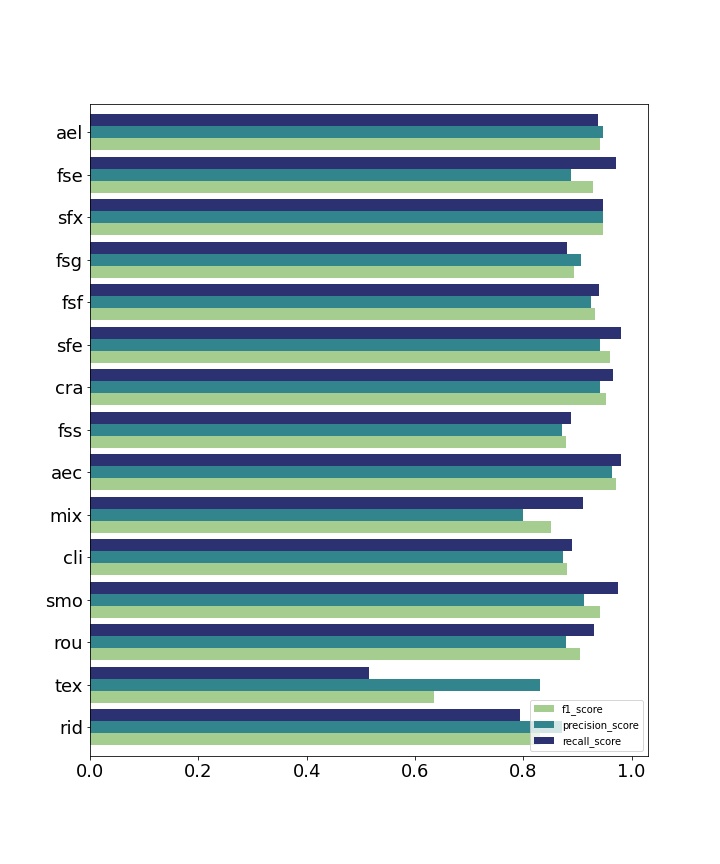 ael
fse
sfx
fsg
fsf
sfe
cra
fss
aec
mix
cli
smo
rou
tex
rid
f1_score
precision_score
recall_score
0.0 0.2 0.4 0.6 0.8 1.0